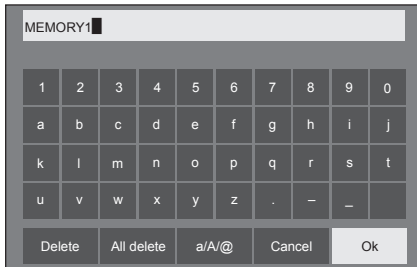 MEMORY1
1 2 3 4 5 6 7 8 9 0
a b c d e f g h i j
k l m n o p q r s t
u v w x y z . – _
Delete All delete a/A/@ Cancel Ok